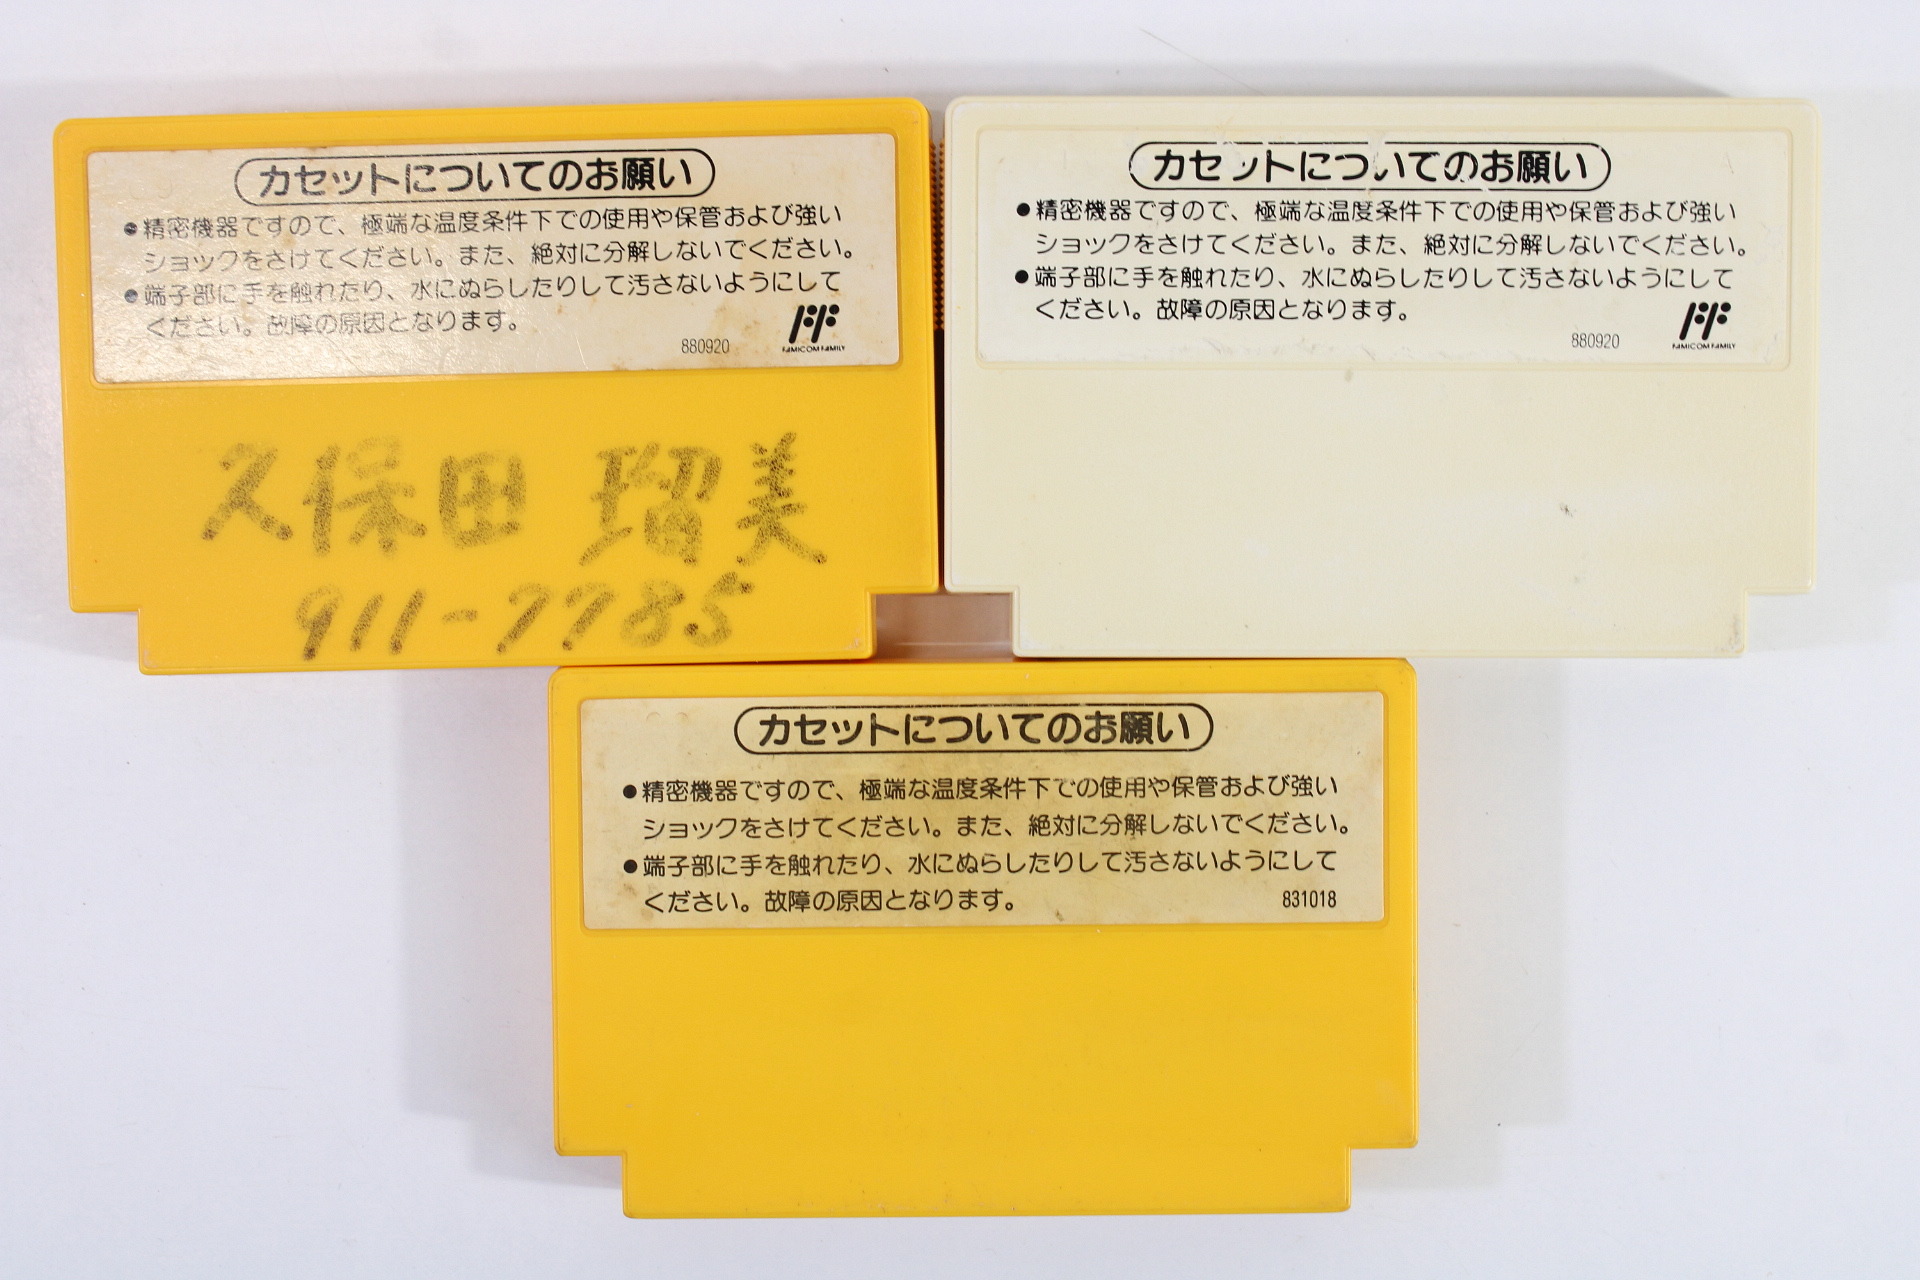 カセットについてのお願い
●精密機器ですので、極端な温度条件下での使用や保管および強い
ショックをさけてください。また、絶対に分解しないでください。
●端子部に手を触れたり、水にぬらしたりして汚さないようにして
ください。故障の原因となります。
880920
FAMICOM FAMILY
久保田 瑠美
911-7785
カセットについてのお願い
●精密機器ですので、極端な温度条件下での使用や保管および強い
ショックをさけてください。また、絶対に分解しないでください。
●端子部に手を触れたり、水にぬらしたりして汚さないようにして
ください。故障の原因となります。
880920
FAMICOM FAMILY
カセットについてのお願い
●精密機器ですので、極端な温度条件下での使用や保管および強い
ショックをさけてください。また、絶対に分解しないでください。
●端子部に手を触れたり、水にぬらしたりして汚さないようにして
ください。故障の原因となります。
831018